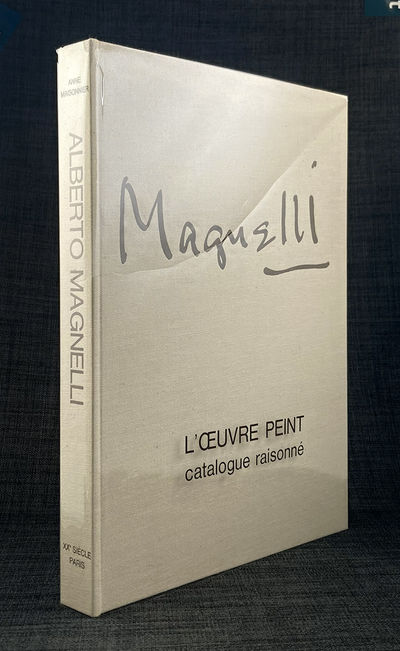 ANNE
MAISONNIER
ALBERTO MAGNELLI
XXe SIÈCLE
PARIS
Magnelli
L'ŒUVRE PEINT
catalogue raisonné